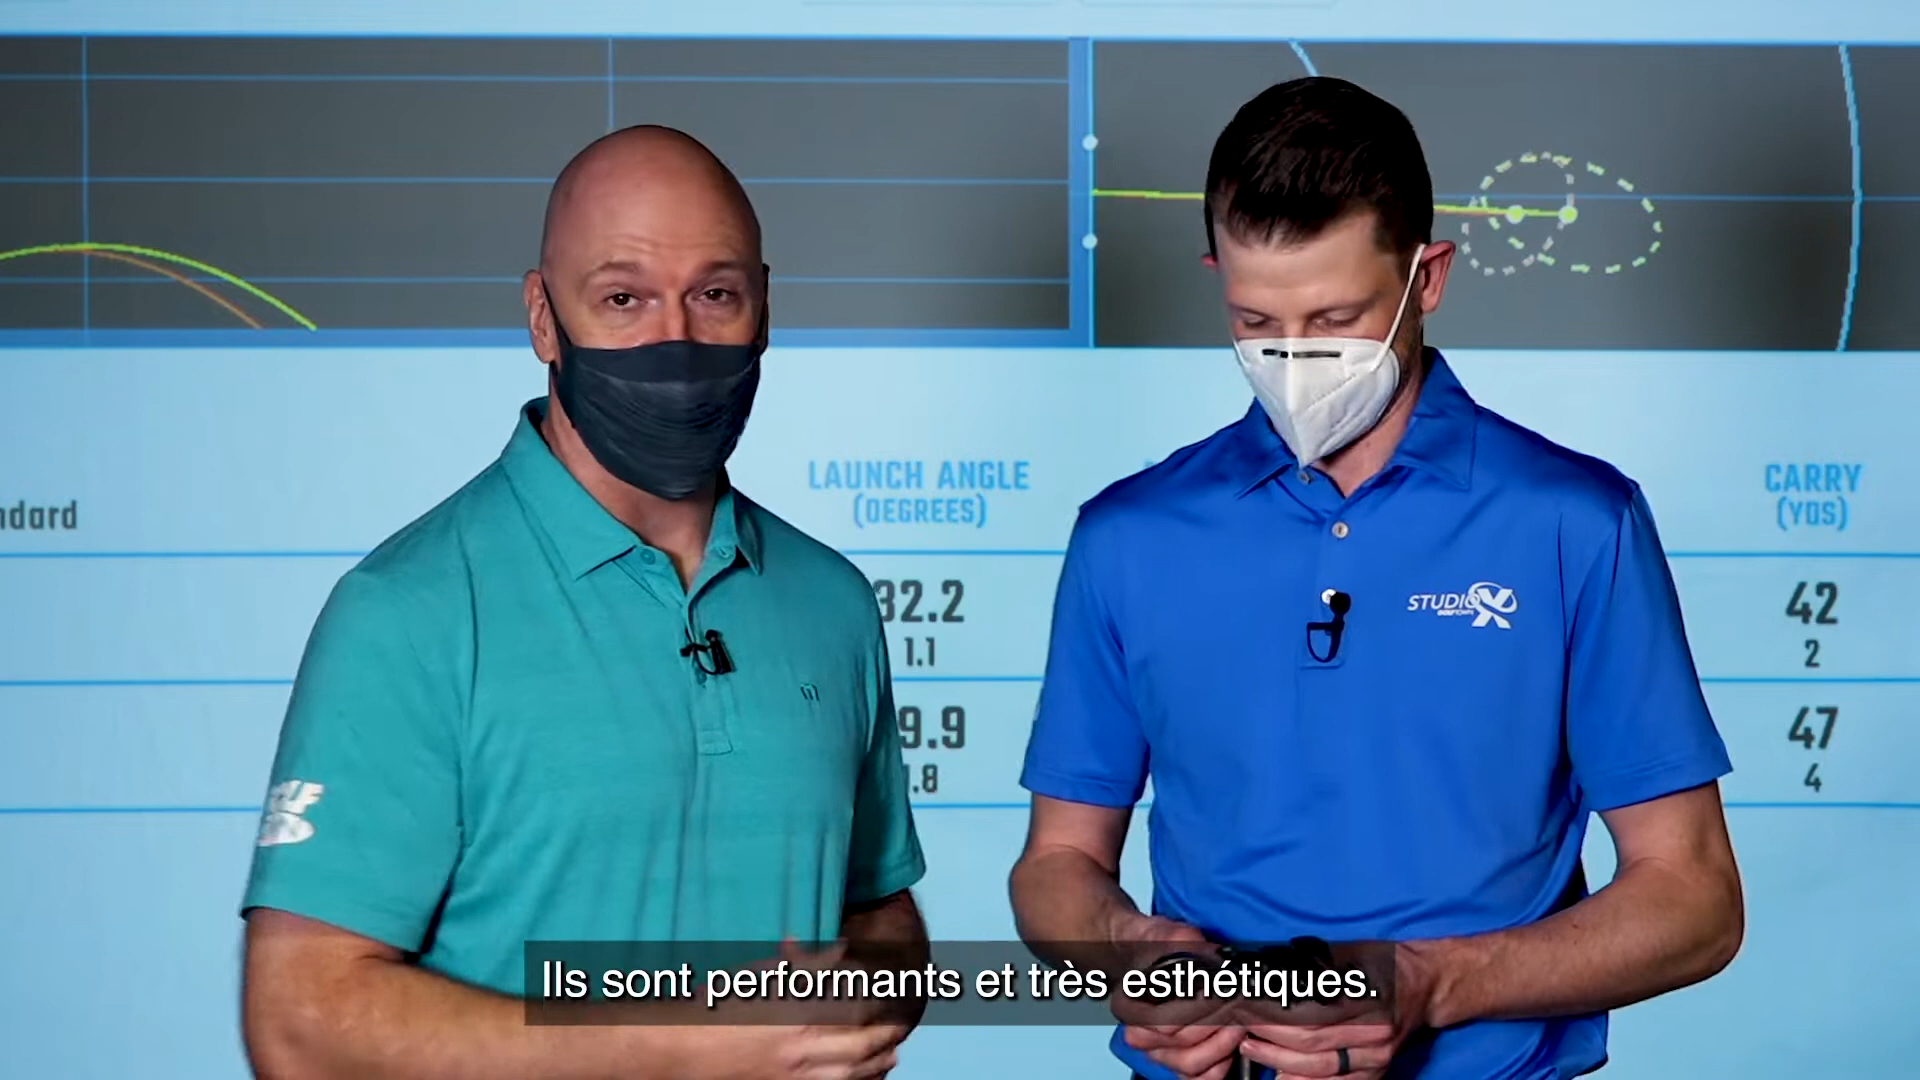 LAUNCH ANGLE
(DEGREES)
CARRY
(YDS)
32.2
1.1
42
2
9.9
.8
47
4
STUDIO X
GOLFTOWN
Ils sont performants et très esthétiques.